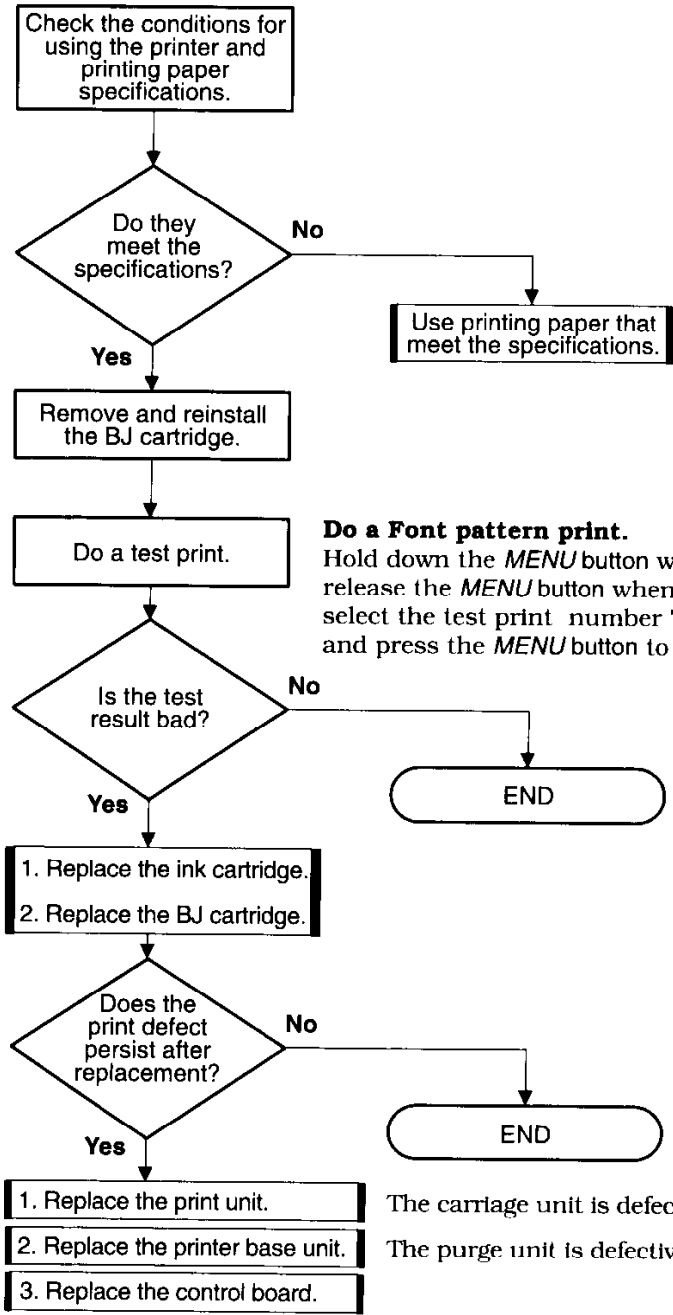 Check the conditions for
using the printer and
printing paper
specifications.
Do they
meet the
specifications?
No
Use printing paper that
meet the specifications.
Yes
Remove and reinstall
the BJ cartridge.
Do a test print.
Do a Font pattern print.
Hold down the MENU button
release the MENU button when
select the test print number
and press the MENU button to
Is the test
result bad?
No
END
Yes
1. Replace the ink cartridge.
2. Replace the BJ cartridge.
Does the
print defect
persist after
replacement?
No
END
Yes
1. Replace the print unit.
The carriage unit is
2. Replace the printer base unit.
The purge unit is
3. Replace the control board.